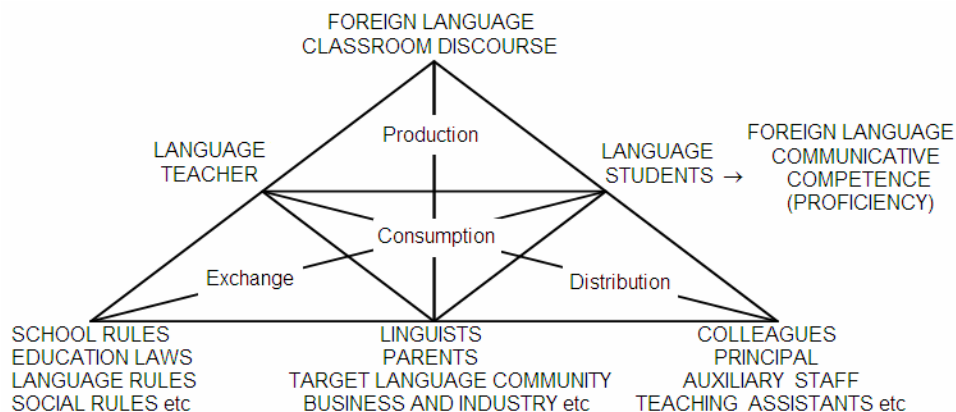 FOREIGN LANGUAGE
CLASSROOM DISCOURSE
Production
LANGUAGE
TEACHER
LANGUAGE
STUDENTS →
FOREIGN LANGUAGE
COMMUNICATIVE
COMPETENCE
(PROFICIENCY)
Consumption
Exchange
Distribution
SCHOOL RULES
EDUCATION LAWS
LANGUAGE RULES
SOCIAL RULES etc
LINGUISTS
PARENTS
TARGET LANGUAGE COMMUNITY
BUSINESS AND INDUSTRY etc
COLLEAGUES
PRINCIPAL
AUXILIARY STAFF
TEACHING ASSISTANTS etc